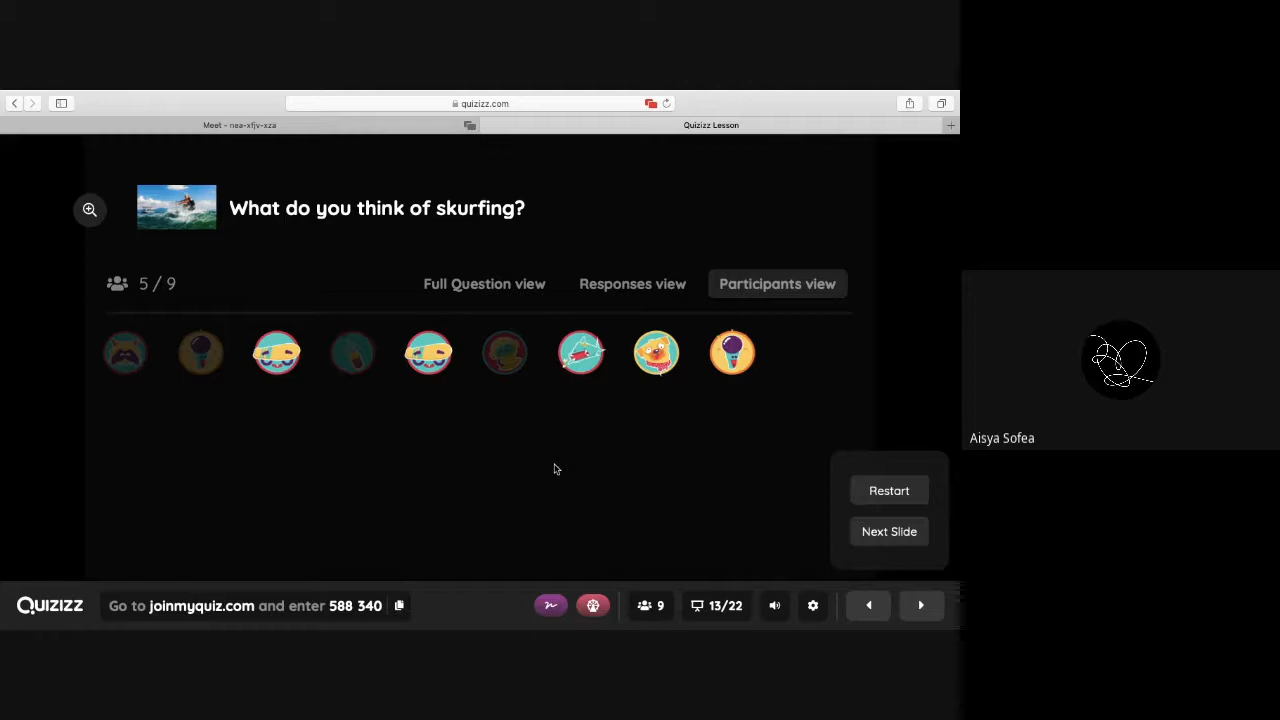 quizizz.com
Meet - nea-xfjv-xza
Quizizz Lesson
What do you think of skurfing?
5 / 9
Full Question view
Responses view
Participants view
Aisya Sofea
Restart
Next Slide
QUIZIZZ
Go to joinmyquiz.com and enter 588 340
9
13/22